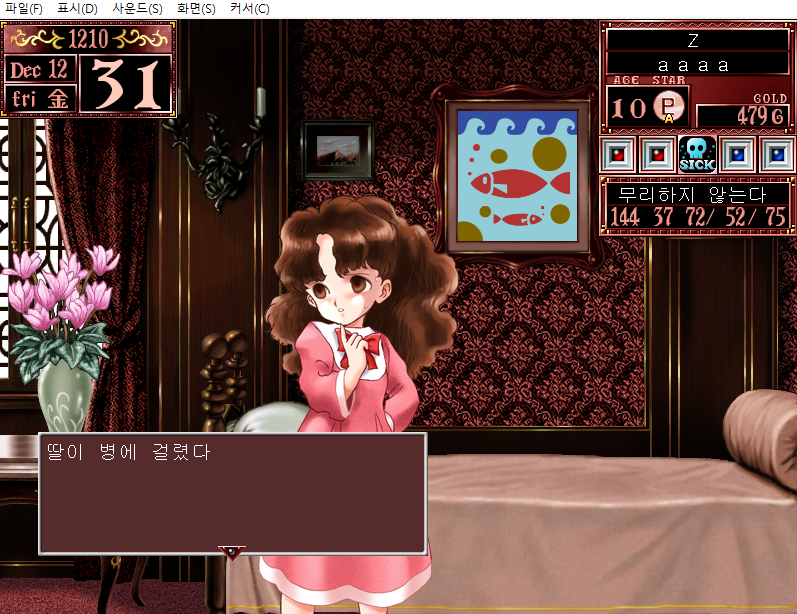 파일(F) 표시(D) 사운드(S) 화면(S) 커서(C)
1210
Dec 12
fri 金
31
Z
a a a a
AGE STAR
10 P
A
GOLD
479 G
SICK
무리하지 않는다
144 37 72/ 52/ 75
딸이 병에 걸렸다